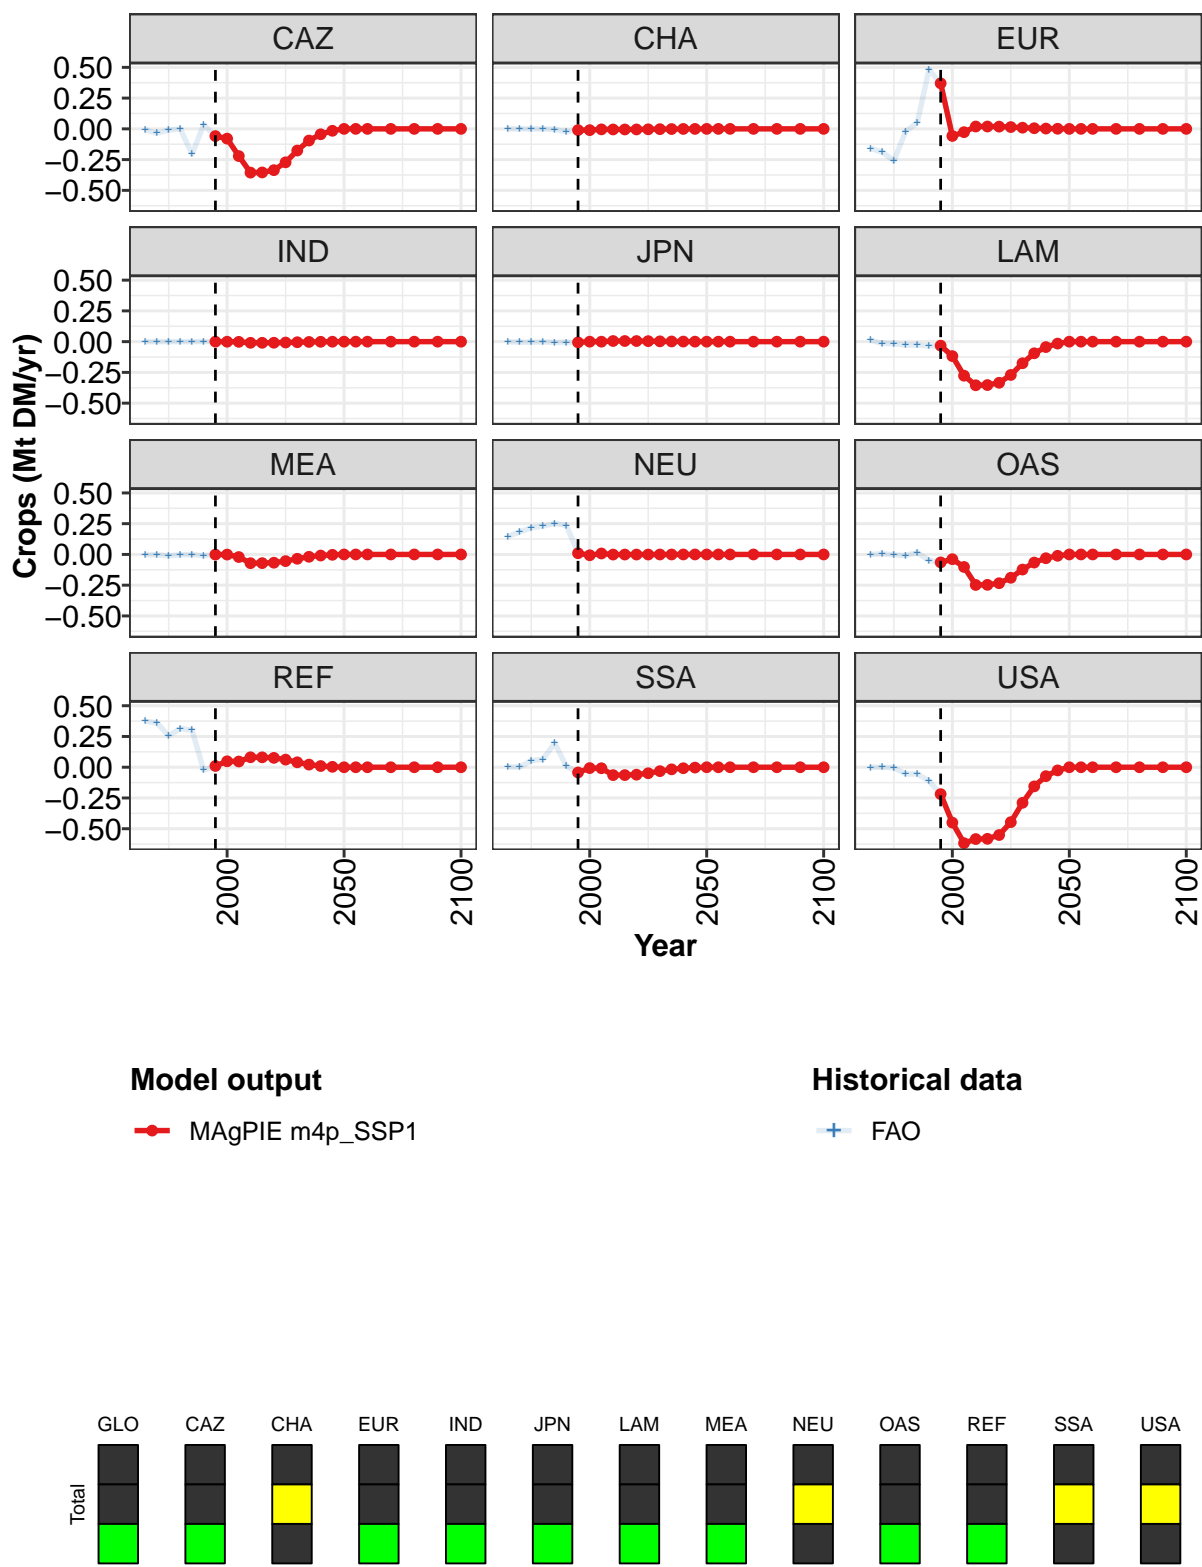 CAZ CHA EUR
0.50
0.25
0.00
−0.25
−0.50
IND JPN LAM
0.50
0.25
0.00
−0.25
−0.50
MEA NEU OAS
0.50
0.25
0.00
−0.25
−0.50
REF SSA USA
0.50
0.25
0.00
−0.25
−0.50
Crops (Mt DM/yr)
2000 2050 2100 2000 2050 2100 2000 2050 2100
Year
Model output Historical data
MAgPIE m4p_SSP1 FAO
GLO CAZ CHA EUR IND JPN LAM MEA NEU OAS REF SSA USA
Total